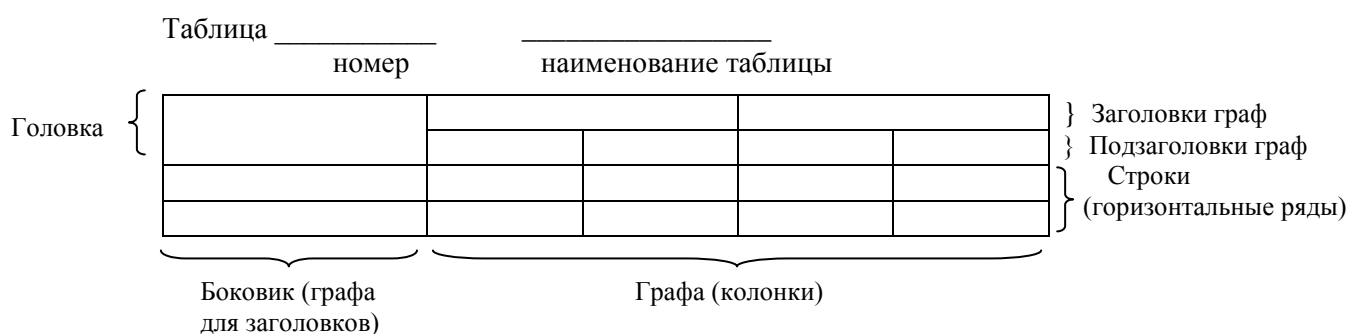 Таблица ___________ _________________
номер наименование таблицы
Головка
} Заголовки граф
} Подзаголовки граф
Строки
(горизонтальные ряды)
Боковик (графа
для заголовков)
Графа (колонки)